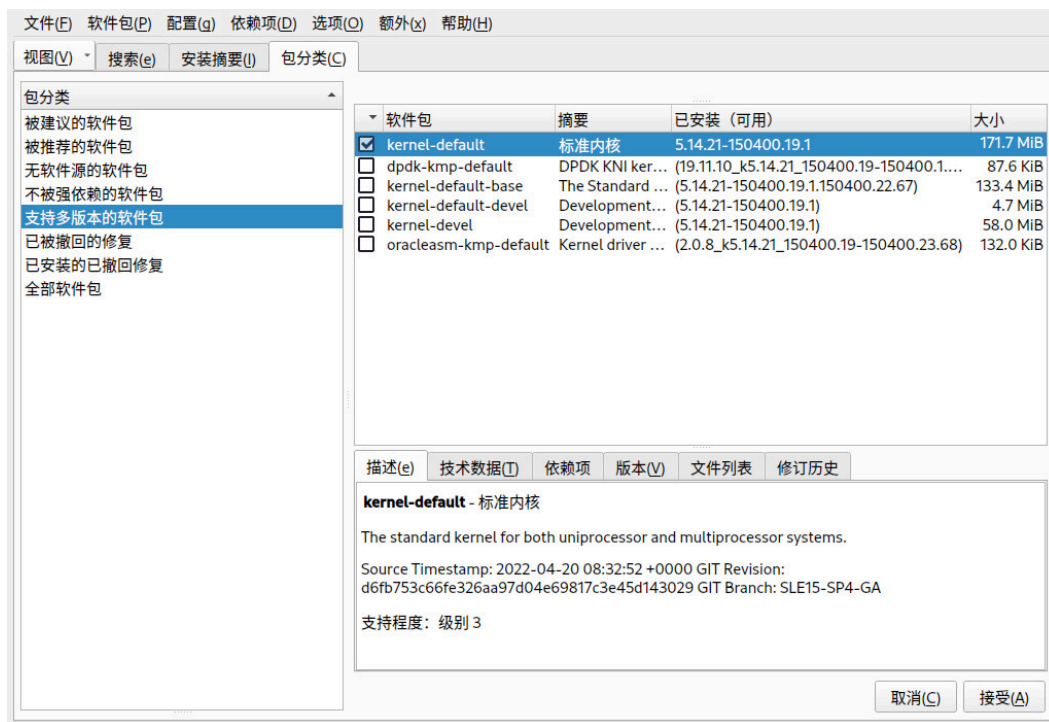 文件(F) 软件包(P) 配置(g) 依赖项(D) 选项(O) 额外(x) 帮助(H)
视图(V) 搜索(e) 安装摘要(I) 包分类(C)
包分类
被建议的软件包
被推荐的软件包
无软件源的软件包
不被强依赖的软件包
支持多版本的软件包
已被撤回的修复
已安装的已撤回修复
全部软件包
软件包 摘要 已安装（可用） 大小
kernel-default 标准内核 5.14.21-150400.19.1 171.7 MiB
dpdk-kmp-default DPDK KNI ker... (19.11.10_k5.14.21_150400.19-150400.1.... 87.6 KiB
kernel-default-base The Standard ... (5.14.21-150400.19.1.150400.22.67) 133.4 MiB
kernel-default-devel Development... (5.14.21-150400.19.1) 4.7 MiB
kernel-devel Development... (5.14.21-150400.19.1) 58.0 MiB
oracleasm-kmp-default Kernel driver ... (2.0.8_k5.14.21_150400.19-150400.23.68) 132.0 KiB
描述(e) 技术数据(T) 依赖项 版本(V) 文件列表 修订历史
kernel-default - 标准内核
The standard kernel for both uniprocessor and multiprocessor systems.
Source Timestamp: 2022-04-20 08:32:52 +0000 GIT Revision:
d6fb753c66fe326aa97d04e69817c3e45d143029 GIT Branch: SLE15-SP4-GA
支持程度：级别 3
取消(C) 接受(A)